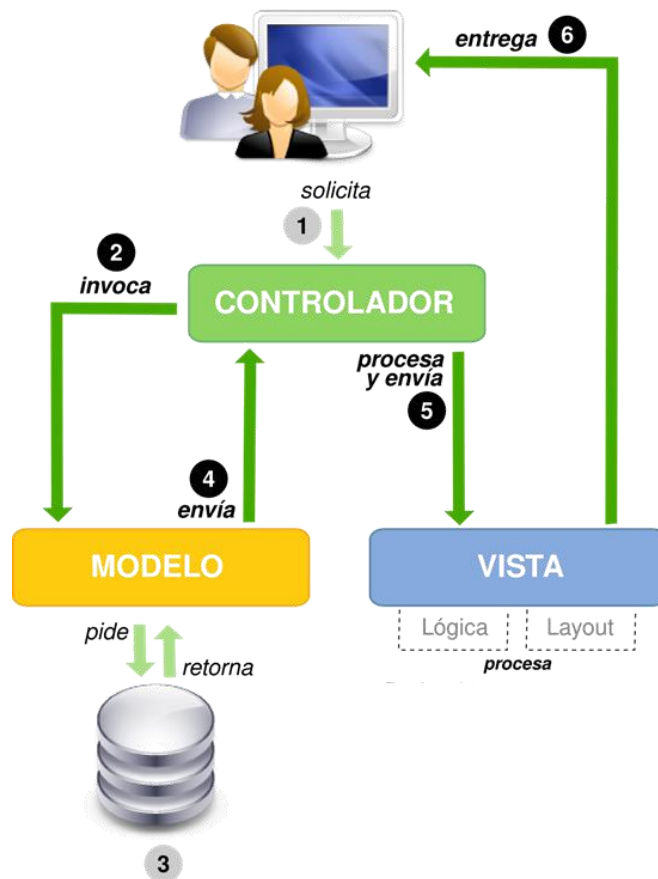 entrega 6
solicita
1
2
invoca
CONTROLADOR
procesa
y envía
5
4
envía
MODELO
VISTA
Lógica
Layout
procesa
pide
retorna
3